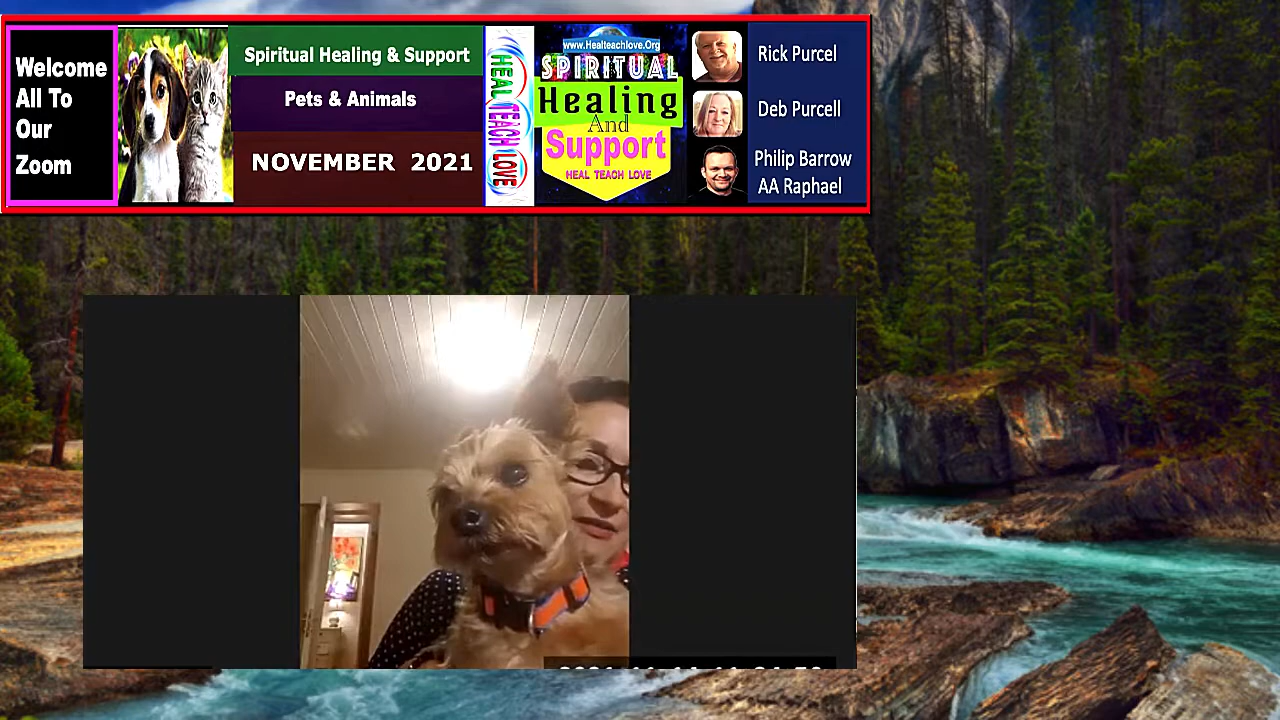 Welcome
All To
Our
Zoom
Spiritual Healing & Support
Pets & Animals
NOVEMBER 2021
HEAL TEACH LOVE
www.Healteachlove.Org
SPIRITUAL
Healing
And
Support
HEAL TEACH LOVE
Rick Purcel
Deb Purcell
Philip Barrow
AA Raphael